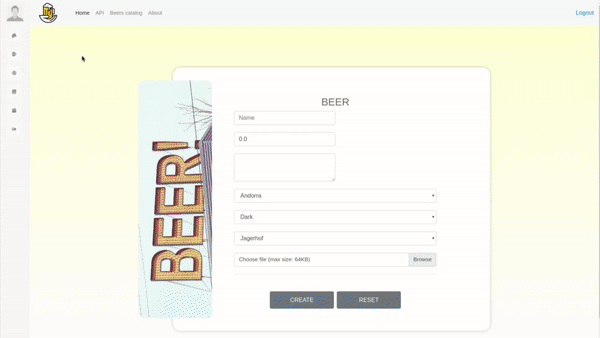 Home API Beers catalog About Logout
BEER
BEER!
Name
0.0
Andorra
Dark
Jagerhof
Choose file (max size: 64KB) Browse
CREATE RESET